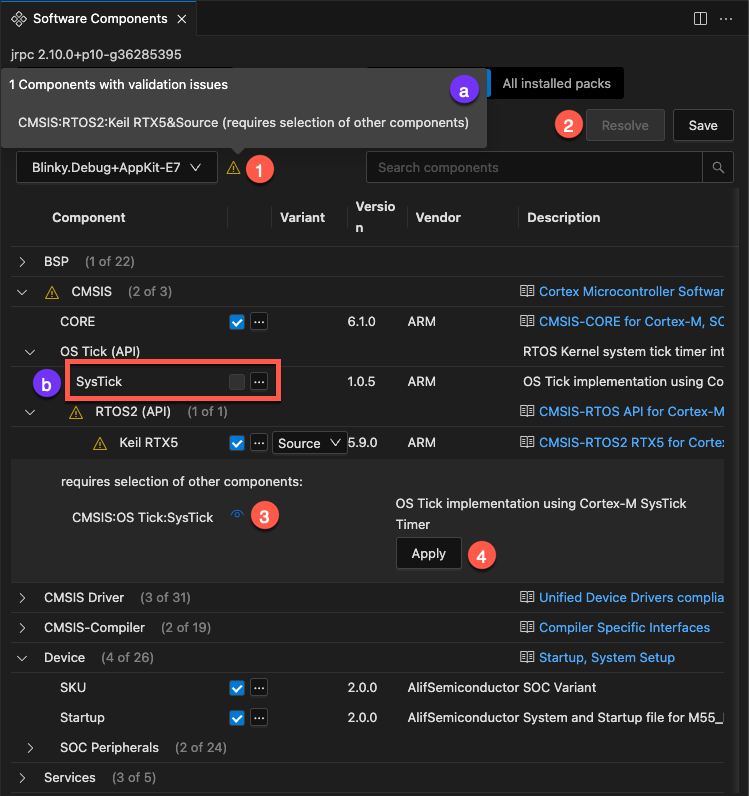 Software Components
jrpc 2.10.0+p10-g36285395
1 Components with validation issues
a
All installed packs
CMSIS:RTOS2:Keil RTX5&Source (requires selection of other components)
2
Resolve
Save
Blinky.Debug+AppKit-E7
1
Search components
Component
Variant
Versio
n
Vendor
Description
BSP (1 of 22)
CMSIS (2 of 3) Cortex Microcontroller Softwar
CORE 6.1.0 ARM CMSIS-CORE for Cortex-M, SC
OS Tick (API) RTOS Kernel system tick timer int
b
SysTick 1.0.5 ARM OS Tick implementation using Co
RTOS2 (API) (1 of 1) CMSIS-RTOS API for Cortex-M
Keil RTX5 Source 5.9.0 ARM CMSIS-RTOS2 RTX5 for Cortex
requires selection of other components:
CMSIS:OS Tick:SysTick
3
OS Tick implementation using Cortex-M SysTick
Timer
Apply
4
CMSIS Driver (3 of 31) Unified Device Drivers complia
CMSIS-Compiler (2 of 19) Compiler Specific Interfaces
Device (4 of 26) Startup, System Setup
SKU 2.0.0 AlifSemiconductor SOC Variant
Startup 2.0.0 AlifSemiconductor System and Startup file for M55_
SOC Peripherals (2 of 24)
Services (3 of 5)